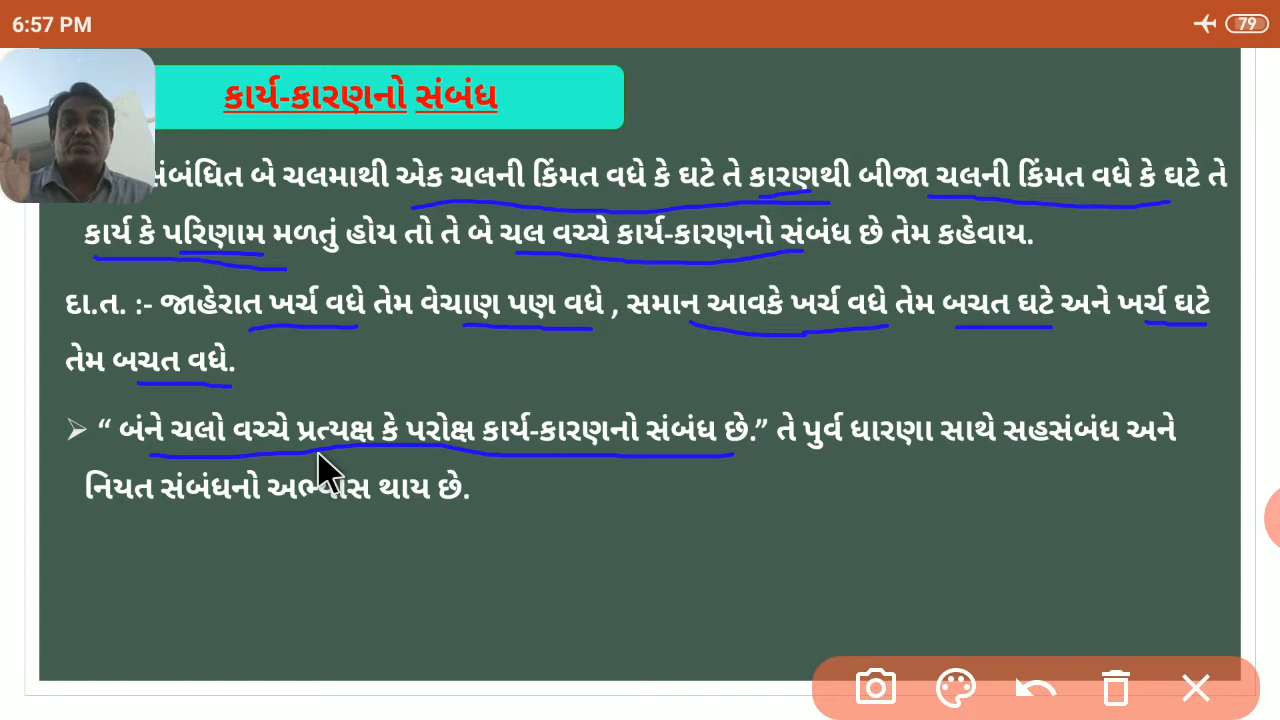 6:57 PM
79
કાર્ય-કારણનો સંબંધ
સંબંધિત બે ચલમાથી એક ચલની કિંમત વધે કે ઘટે તે કારણથી બીજા ચલની કિંમત વધે કે ઘટે તે
કાર્ય કે પરિણામ મળતું હોય તો તે બે ચલ વચ્ચે કાર્ય-કારણનો સંબંધ છે તેમ કહેવાય.
દા.ત. :- જાહેરાત ખર્ચ વધે તેમ વેચાણ પણ વધે , સમાન આવકે ખર્ચ વધે તેમ બચત ઘટે અને ખર્ચ ઘટે
તેમ બચત વધે.
➢ “ બંને ચલો વચ્ચે પ્રત્યક્ષ કે પરોક્ષ કાર્ય-કારણનો સંબંધ છે.” તે પુર્વ ધારણા સાથે સહસંબંધ અને
નિયત સંબંધનો અભ્યાસ થાય છે.